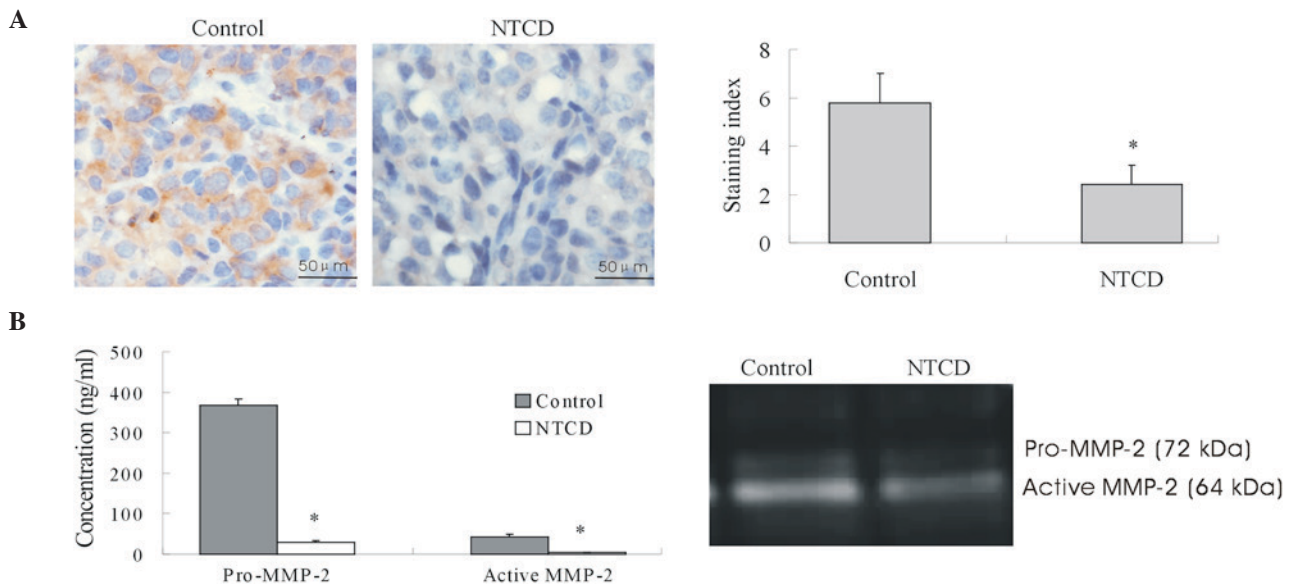 A
Control
NTCD
50 μm
50 μm
Staining index
8
6
4
2
0
*
Control
NTCD
B
Concentration (ng/ml)
500
400
300
200
100
0
*
*
Control
NTCD
Pro-MMP-2
Active MMP-2
Control
NTCD
Pro-MMP-2 (72 kDa)
Active MMP-2 (64 kDa)